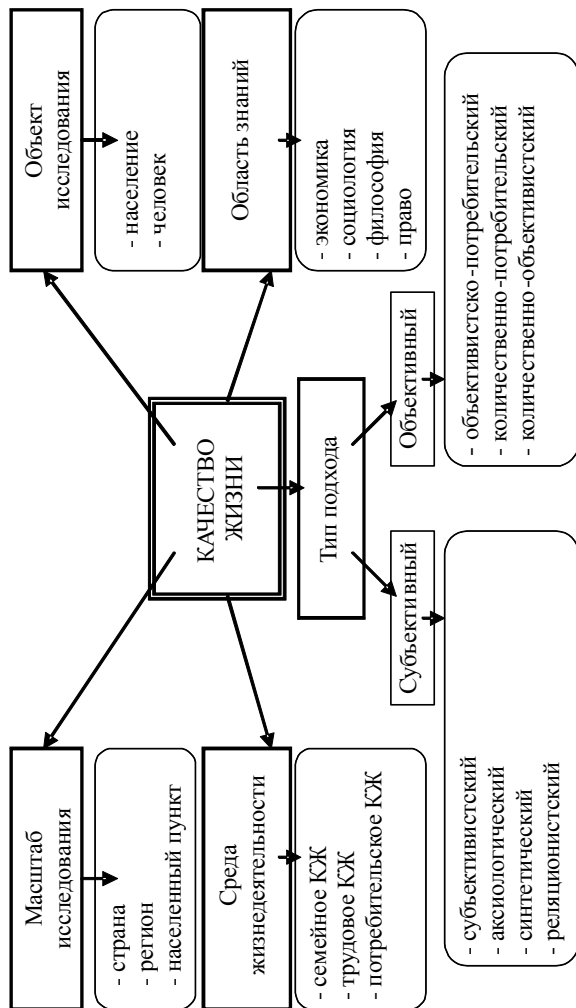 Масштаб
исследования
- страна
- регион
- населенный пункт
Среда
жизнедеятельности
- семейное КЖ
- трудовое КЖ
- потребительское КЖ
КАЧЕСТВО
ЖИЗНИ
Объект
исследования
- население
- человек
Область знаний
- экономика
- социология
- философия
- право
Тип подхода
Субъективный
- субъективистский
- аксиологический
- синтетический
- реляционистский
Объективный
- объективистско-потребительский
- количественно-потребительский
- количественно-объективистский